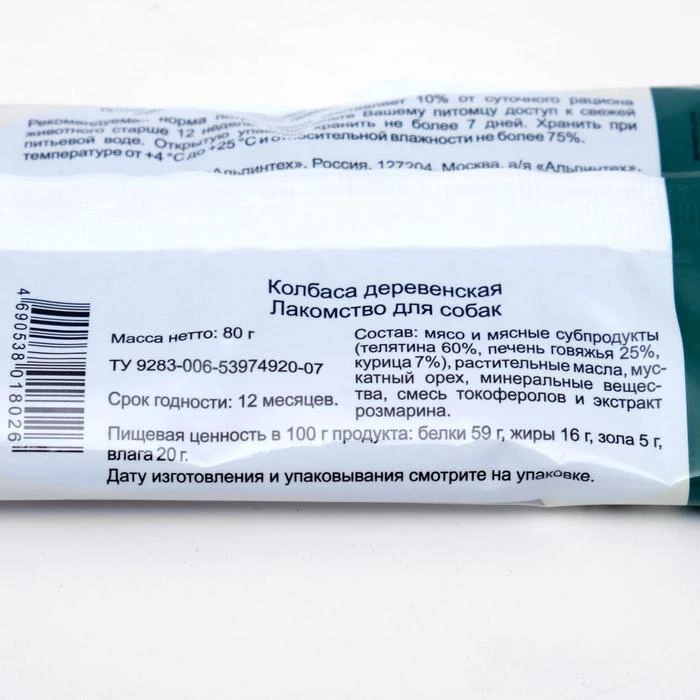 10% от суточного рациона
Рекомендуемая норма
животного старше 12 недель. Вашему питомцу доступ к свежей
питьевой воде. Открытую хранить не более 7 дней. Хранить при
температуре от +4 °C до +25 °C и относительной влажности не более 75%.
«Альпинтех», Россия, 127204, Москва, а/я «Альпинтех».
Колбаса деревенская
Лакомство для собак
Масса нетто: 80 г
ТУ 9283-006-53974920-07
Срок годности: 12 месяцев.
Состав: мясо и мясные субпродукты
(телятина 60%, печень говяжья 25%,
курица 7%), растительные масла, мус-
катный орех, минеральные вещес-
тва, смесь токоферолов и экстракт
розмарина.
Пищевая ценность в 100 г продукта: белки 59 г, жиры 16 г, зола 5 г,
влага 20 г.
Дату изготовления и упаковывания смотрите на упаковке.
4 690538 018026